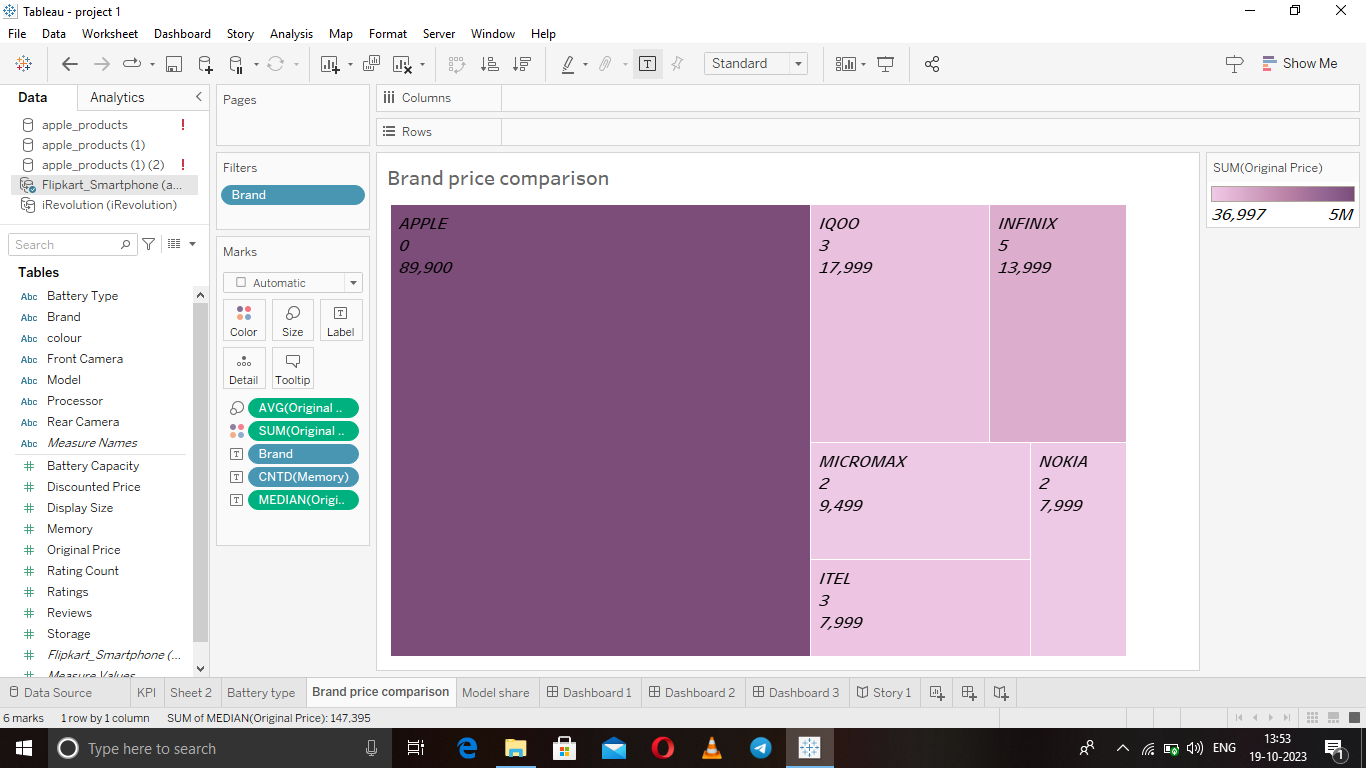 Tableau - project 1
File Data Worksheet Dashboard Story Analysis Map Format Server Window Help
Standard
Show Me
Data Analytics
apple_products !
apple_products (1)
apple_products (1) (2) !
Flipkart_Smartphone (a...
iRevolution (iRevolution)
Search
Tables
Abc Battery Type
Abc Brand
Abc colour
Abc Front Camera
Abc Model
Abc Processor
Abc Rear Camera
Abc Measure Names
# Battery Capacity
# Discounted Price
# Display Size
# Memory
# Original Price
# Rating Count
# Ratings
# Reviews
# Storage
# Flipkart_Smartphone (...
# Measure Values
Pages
Filters
Brand
Marks
Automatic
Color Size Label
Detail Tooltip
AVG(Original ..
SUM(Original ..
Brand
CNTD(Memory)
MEDIAN(Origi..
Columns
Rows
Brand price comparison
APPLE
0
89,900
IQOO
3
17,999
INFINIX
5
13,999
MICROMAX
2
9,499
NOKIA
2
7,999
ITEL
3
7,999
SUM(Original Price)
36,997 5M
Data Source KPI Sheet 2 Battery type Brand price comparison Model share Dashboard 1 Dashboard 2 Dashboard 3 Story 1
6 marks 1 row by 1 column SUM of MEDIAN(Original Price): 147,395
Type here to search
ENG
13:53
19-10-2023
1